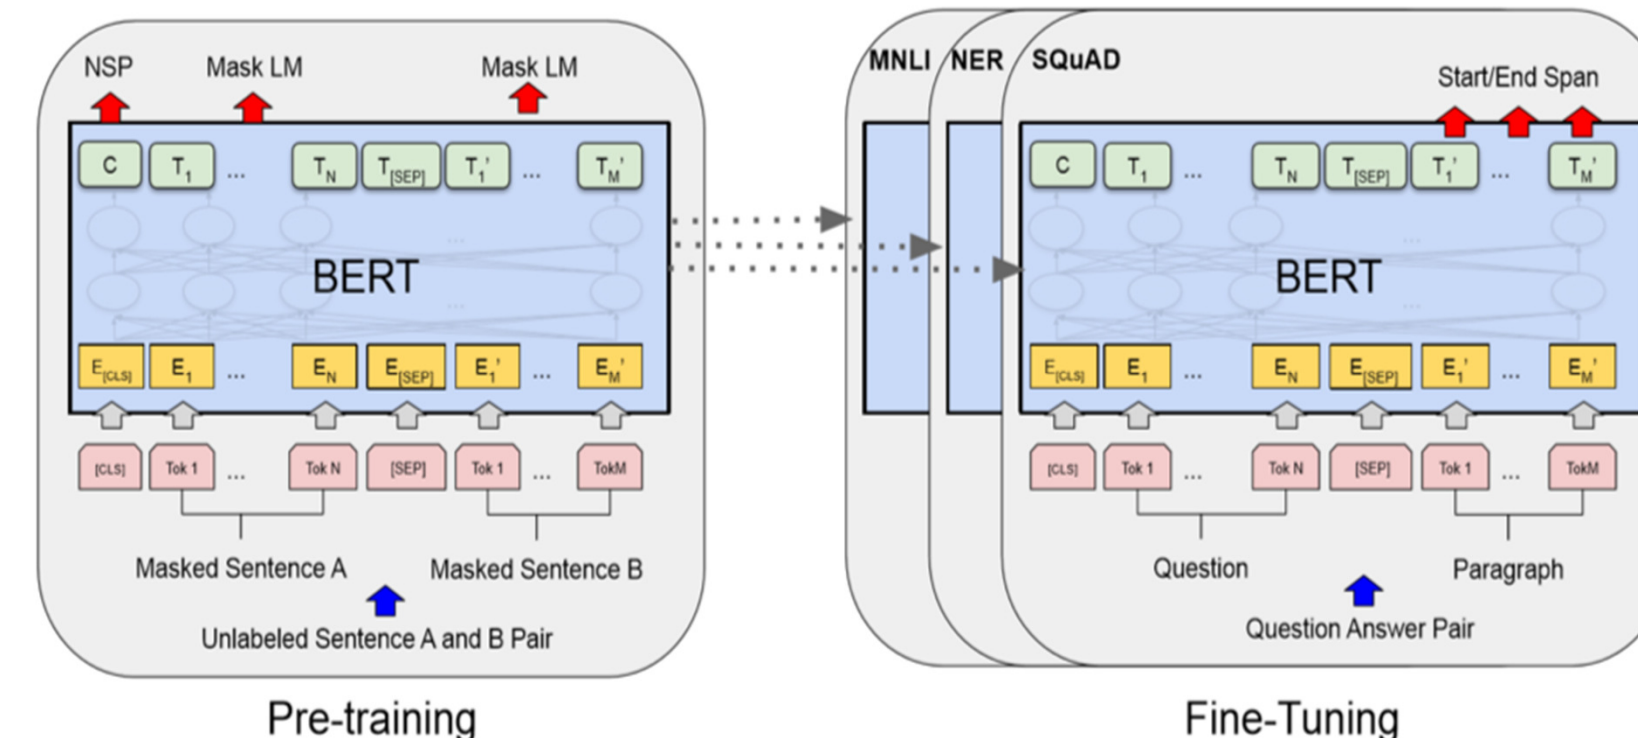 NSP Mask LM Mask LM
C T1 ... TN T[SEP] T1' ... TM'
...
BERT
...
E[CLS] E1 ... EN E[SEP] E1' ... EM'
[CLS] Tok 1 ... Tok N [SEP] Tok 1 ... TokM
Masked Sentence A Masked Sentence B
Unlabeled Sentence A and B Pair
Pre-training
MNLI NER SQuAD
Start/End Span
C T1 ... TN T[SEP] T1' ... TM'
...
BERT
...
E[CLS] E1 ... EN E[SEP] E1' ... EM'
[CLS] Tok 1 ... Tok N [SEP] Tok 1 ... TokM
Question Paragraph
Question Answer Pair
Fine-Tuning